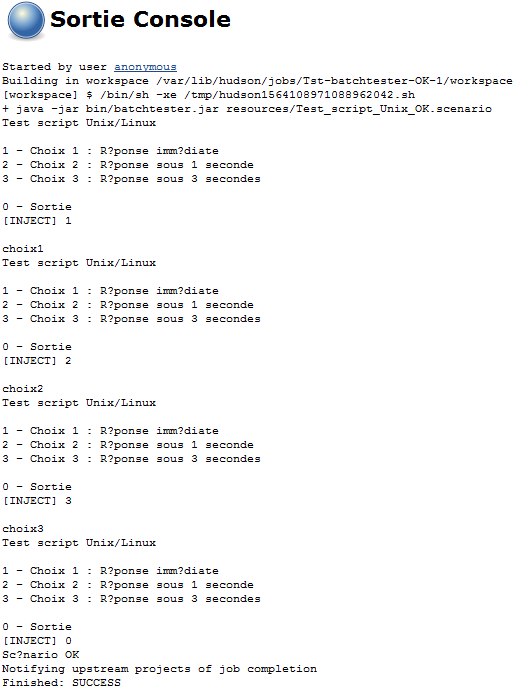 Sortie Console
Started by user anonymous
Building in workspace /var/lib/hudson/jobs/Tst-batchtester-OK-1/workspace
[workspace] $ /bin/sh -xe /tmp/hudson1564108971088962042.sh
+ java -jar bin/batchtester.jar resources/Test_script_Unix_OK.scenario
Test script Unix/Linux
1 - Choix 1 : R?ponse imm?diate
2 - Choix 2 : R?ponse sous 1 seconde
3 - Choix 3 : R?ponse sous 3 secondes
0 - Sortie
[INJECT] 1
choix1
Test script Unix/Linux
1 - Choix 1 : R?ponse imm?diate
2 - Choix 2 : R?ponse sous 1 seconde
3 - Choix 3 : R?ponse sous 3 secondes
0 - Sortie
[INJECT] 2
choix2
Test script Unix/Linux
1 - Choix 1 : R?ponse imm?diate
2 - Choix 2 : R?ponse sous 1 seconde
3 - Choix 3 : R?ponse sous 3 secondes
0 - Sortie
[INJECT] 3
choix3
Test script Unix/Linux
1 - Choix 1 : R?ponse imm?diate
2 - Choix 2 : R?ponse sous 1 seconde
3 - Choix 3 : R?ponse sous 3 secondes
0 - Sortie
[INJECT] 0
Sc?nario OK
Notifying upstream projects of job completion
Finished: SUCCESS